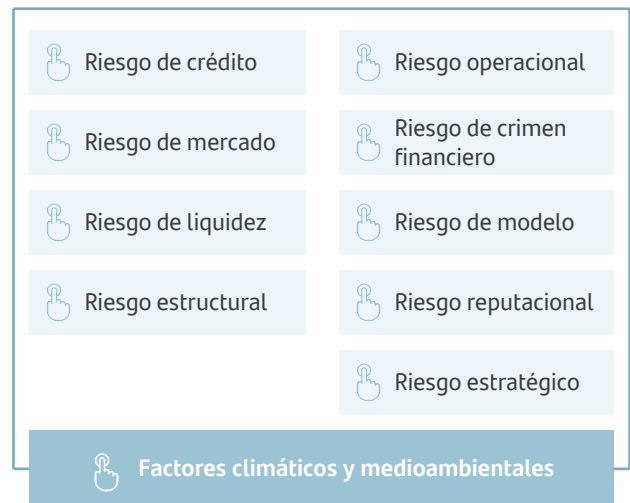 Riesgo de crédito
Riesgo de mercado
Riesgo de liquidez
Riesgo estructural
Riesgo operacional
Riesgo de crimen
financiero
Riesgo de modelo
Riesgo reputacional
Riesgo estratégico
Factores climáticos y medioambientales